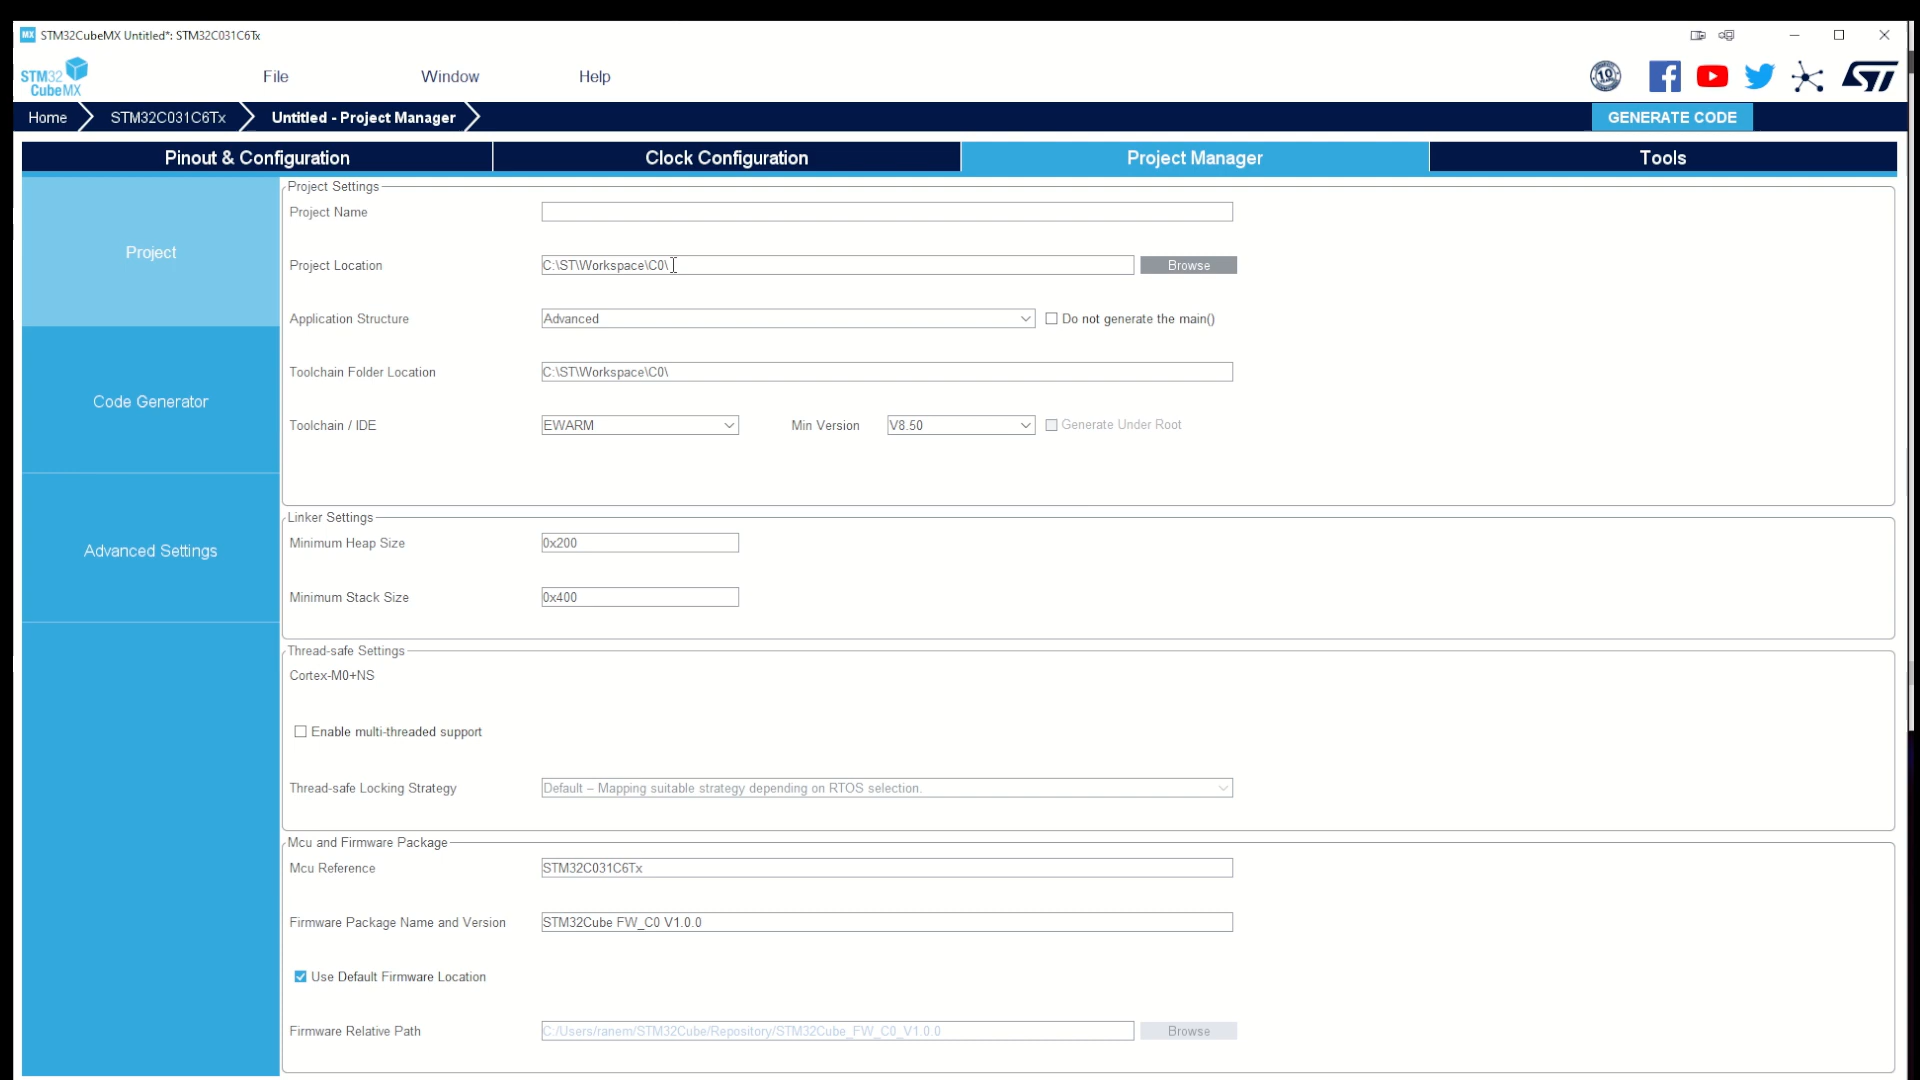 MX STM32CubeMX Untitled*: STM32C031C6Tx
STM32 CubeMX
File Window Help
10
ST
Home STM32C031C6Tx Untitled - Project Manager GENERATE CODE
Pinout & Configuration Clock Configuration Project Manager Tools
Project
Code Generator
Advanced Settings
Project Settings
Project Name
Project Location C:\ST\Workspace\C0\ Browse
Application Structure Advanced Do not generate the main()
Toolchain Folder Location C:\ST\Workspace\C0\
Toolchain / IDE EWARM Min Version V8.50 Generate Under Root
Linker Settings
Minimum Heap Size 0x200
Minimum Stack Size 0x400
Thread-safe Settings
Cortex-M0+NS
Enable multi-threaded support
Thread-safe Locking Strategy Default – Mapping suitable strategy depending on RTOS selection.
Mcu and Firmware Package
Mcu Reference STM32C031C6Tx
Firmware Package Name and Version STM32Cube FW_C0 V1.0.0
Use Default Firmware Location
Firmware Relative Path C:/Users/ranem/STM32Cube/Repository/STM32Cube_FW_C0_V1.0.0 Browse